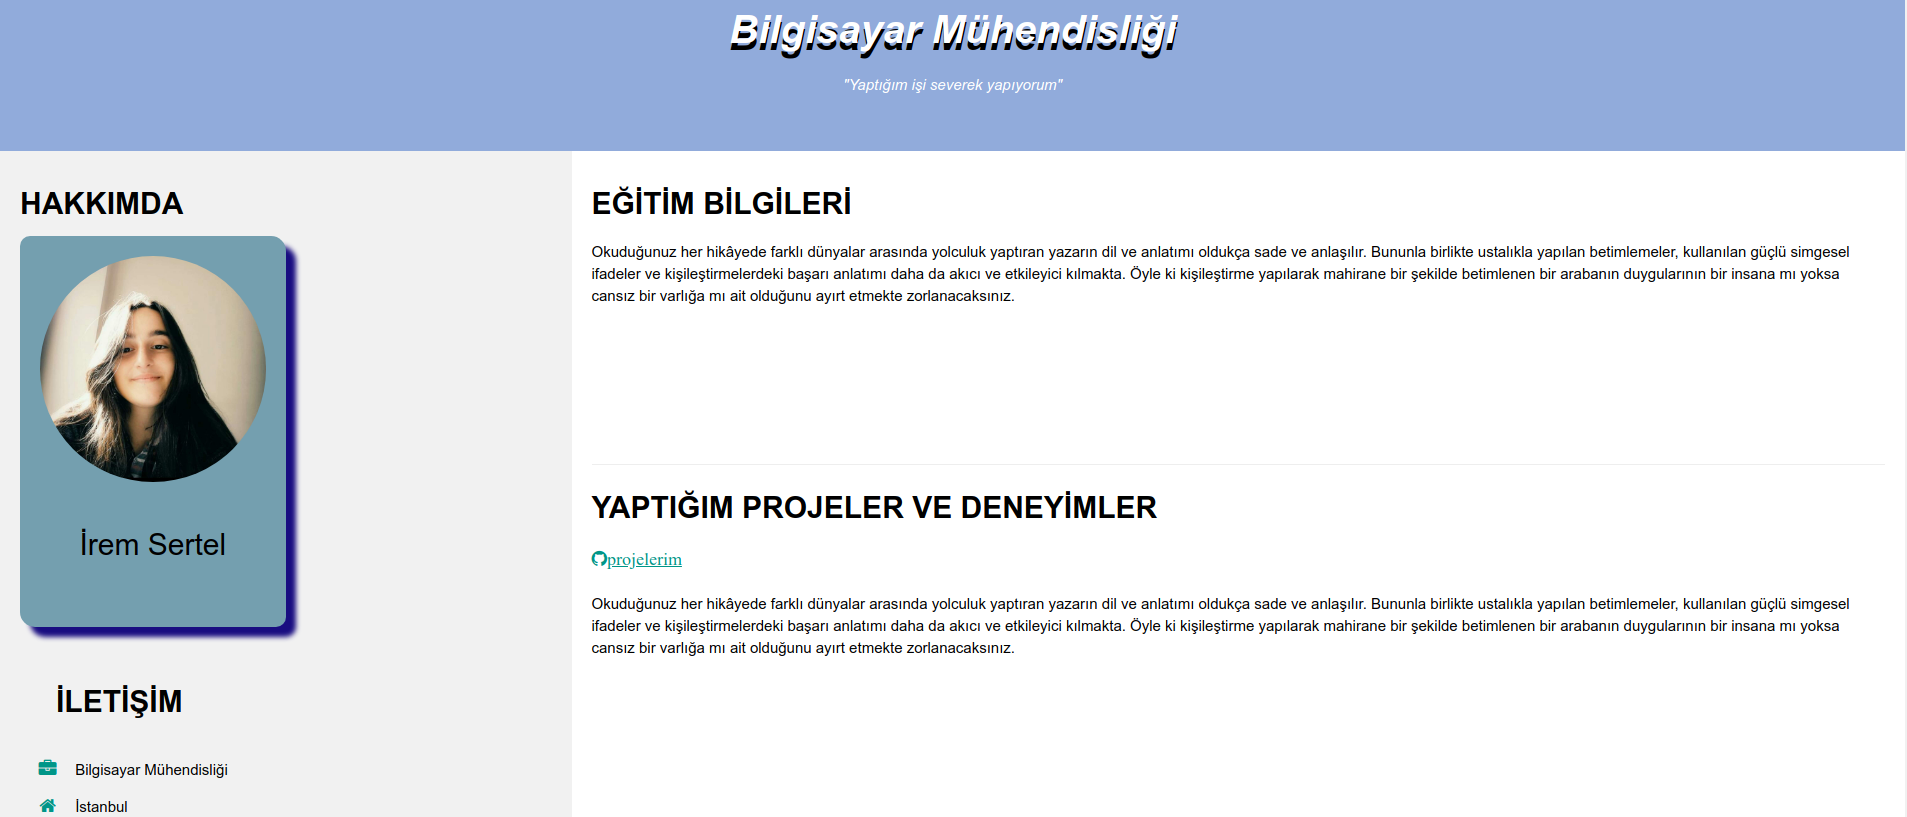 Bilgisayar Mühendisliği
"Yaptığım işi severek yapıyorum"
HAKKIMDA
İrem Sertel
İLETİŞİM
Bilgisayar Mühendisliği
İstanbul
EĞİTİM BİLGİLERİ
Okuduğunuz her hikâyede farklı dünyalar arasında yolculuk yaptıran yazarın dil ve anlatımı oldukça sade ve anlaşılır. Bununla birlikte ustalıkla yapılan betimlemeler, kullanılan güçlü simgesel
ifadeler ve kişileştirmelerdeki başarı anlatımı daha da akıcı ve etkileyici kılmakta. Öyle ki kişileştirme yapılarak mahirane bir şekilde betimlenen bir arabanın duygularının bir insana mı yoksa
cansız bir varlığa mı ait olduğunu ayırt etmekte zorlanacaksınız.
YAPTIĞIM PROJELER VE DENEYİMLER
projelerim
Okuduğunuz her hikâyede farklı dünyalar arasında yolculuk yaptıran yazarın dil ve anlatımı oldukça sade ve anlaşılır. Bununla birlikte ustalıkla yapılan betimlemeler, kullanılan güçlü simgesel
ifadeler ve kişileştirmelerdeki başarı anlatımı daha da akıcı ve etkileyici kılmakta. Öyle ki kişileştirme yapılarak mahirane bir şekilde betimlenen bir arabanın duygularının bir insana mı yoksa
cansız bir varlığa mı ait olduğunu ayırt etmekte zorlanacaksınız.